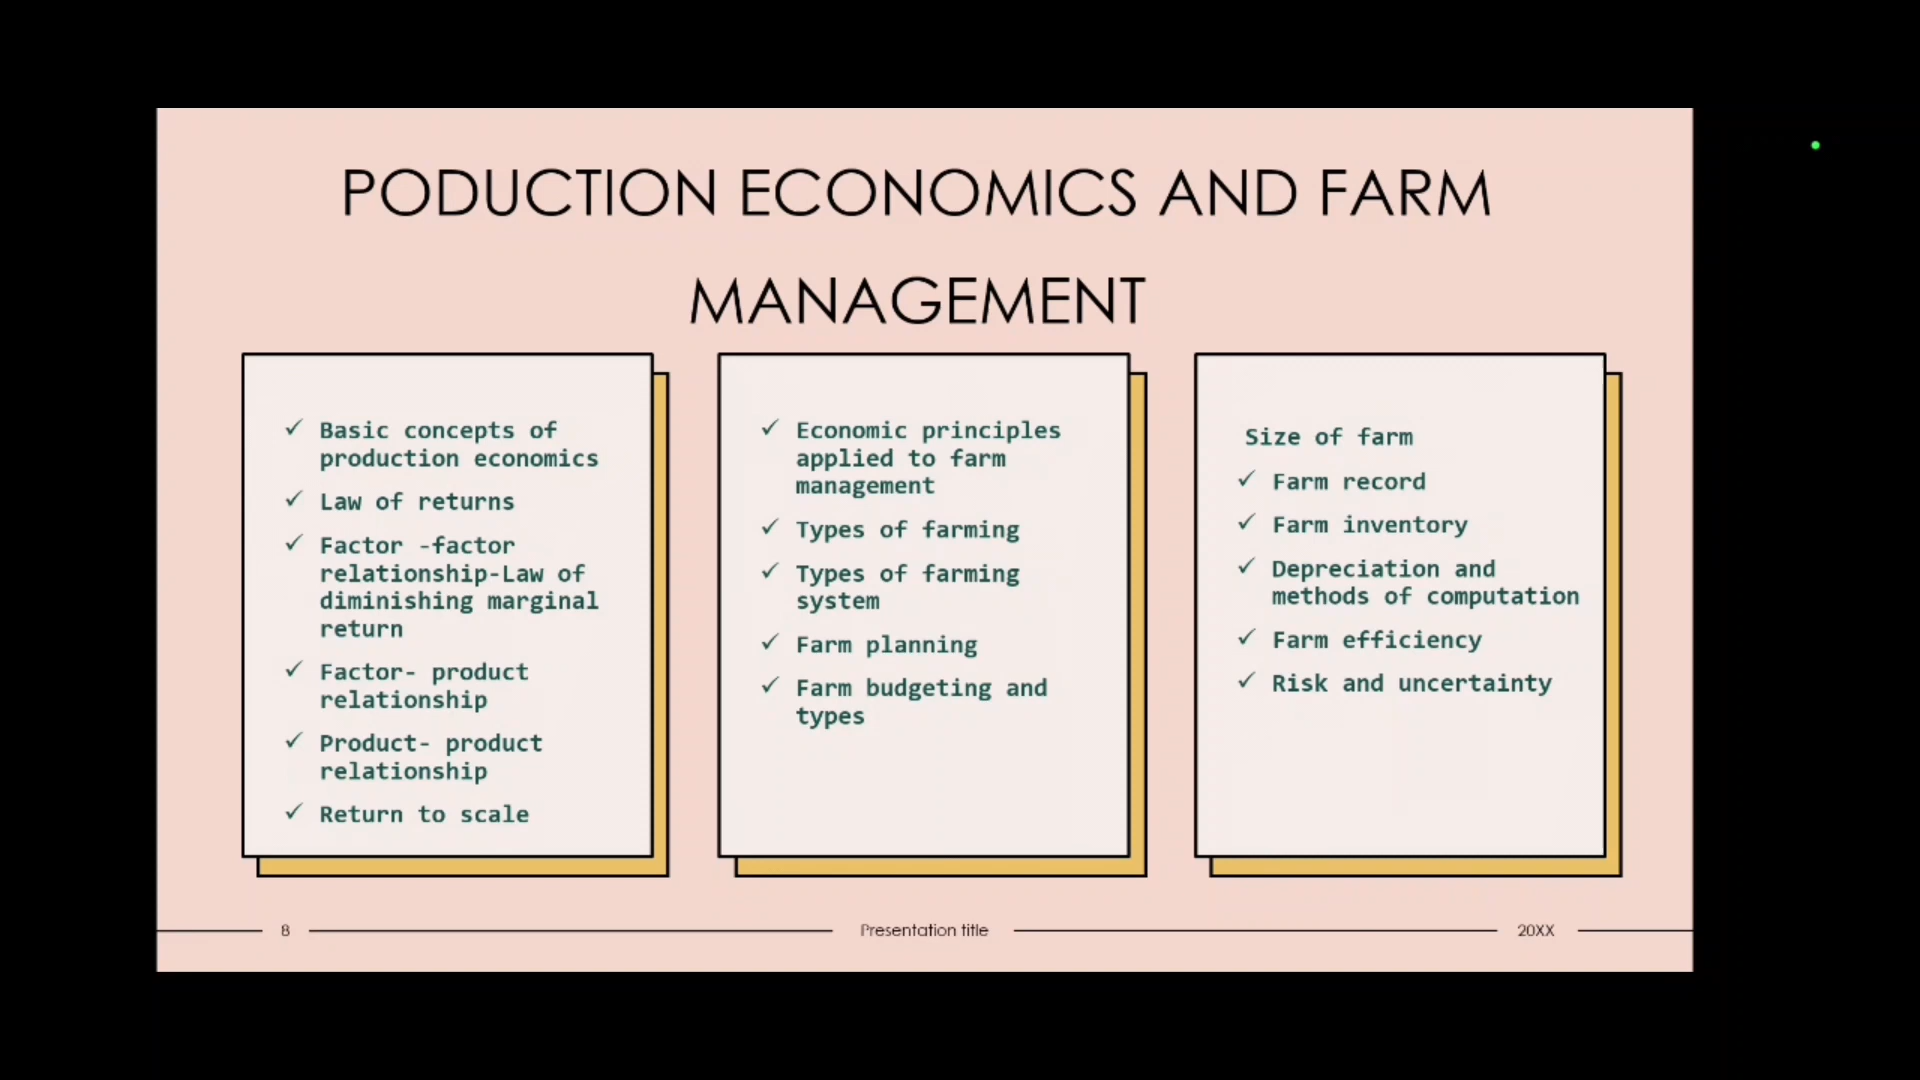 PODUCTION ECONOMICS AND FARM
MANAGEMENT
✓ Basic concepts of
production economics
✓ Law of returns
✓ Factor -factor
relationship-Law of
diminishing marginal
return
✓ Factor- product
relationship
✓ Product- product
relationship
✓ Return to scale
✓ Economic principles
applied to farm
management
✓ Types of farming
✓ Types of farming
system
✓ Farm planning
✓ Farm budgeting and
types
Size of farm
✓ Farm record
✓ Farm inventory
✓ Depreciation and
methods of computation
✓ Farm efficiency
✓ Risk and uncertainty
8
Presentation title
20XX